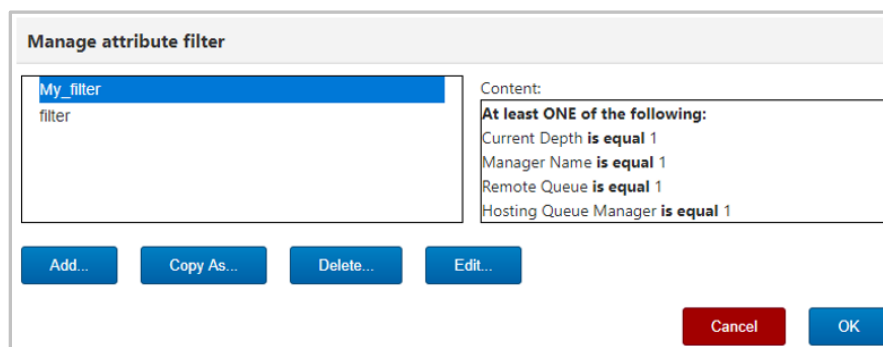 Manage attribute filter
My_filter
filter
Content:
At least ONE of the following:
Current Depth is equal 1
Manager Name is equal 1
Remote Queue is equal 1
Hosting Queue Manager is equal 1
Add...
Copy As...
Delete...
Edit...
Cancel
OK